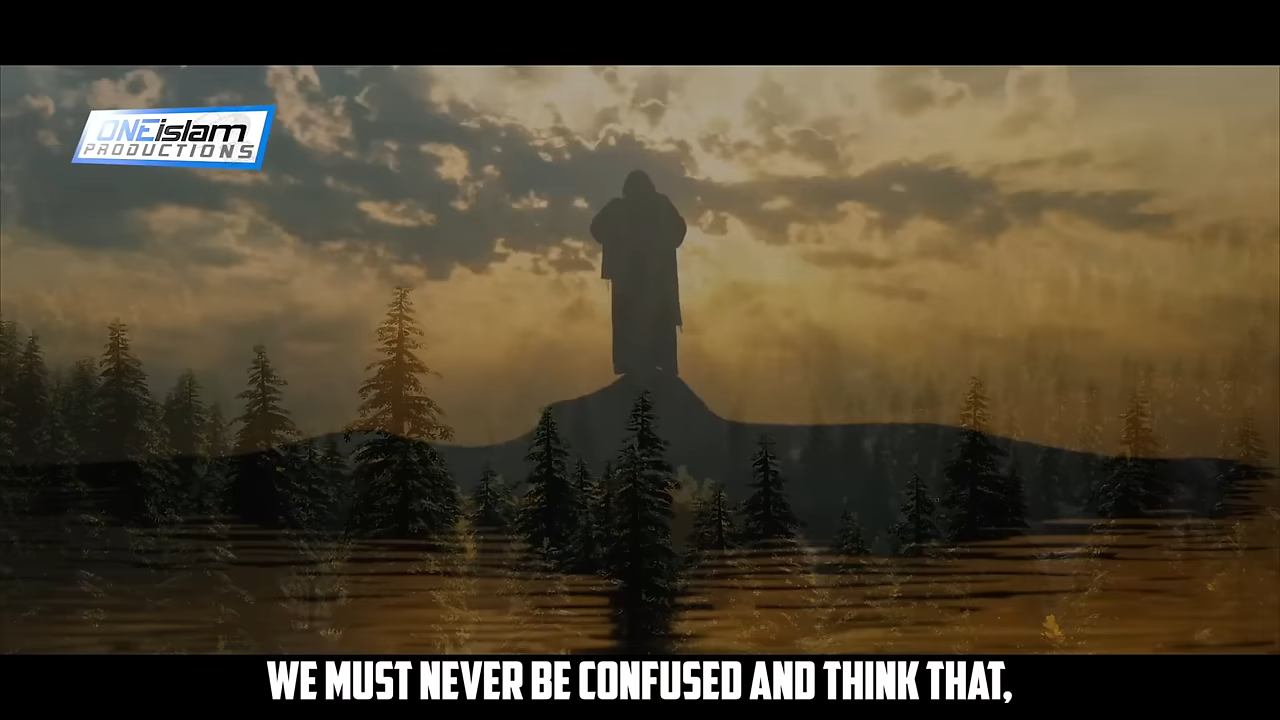 ONEislam
PRODUCTIONS
WE MUST NEVER BE CONFUSED AND THINK THAT,